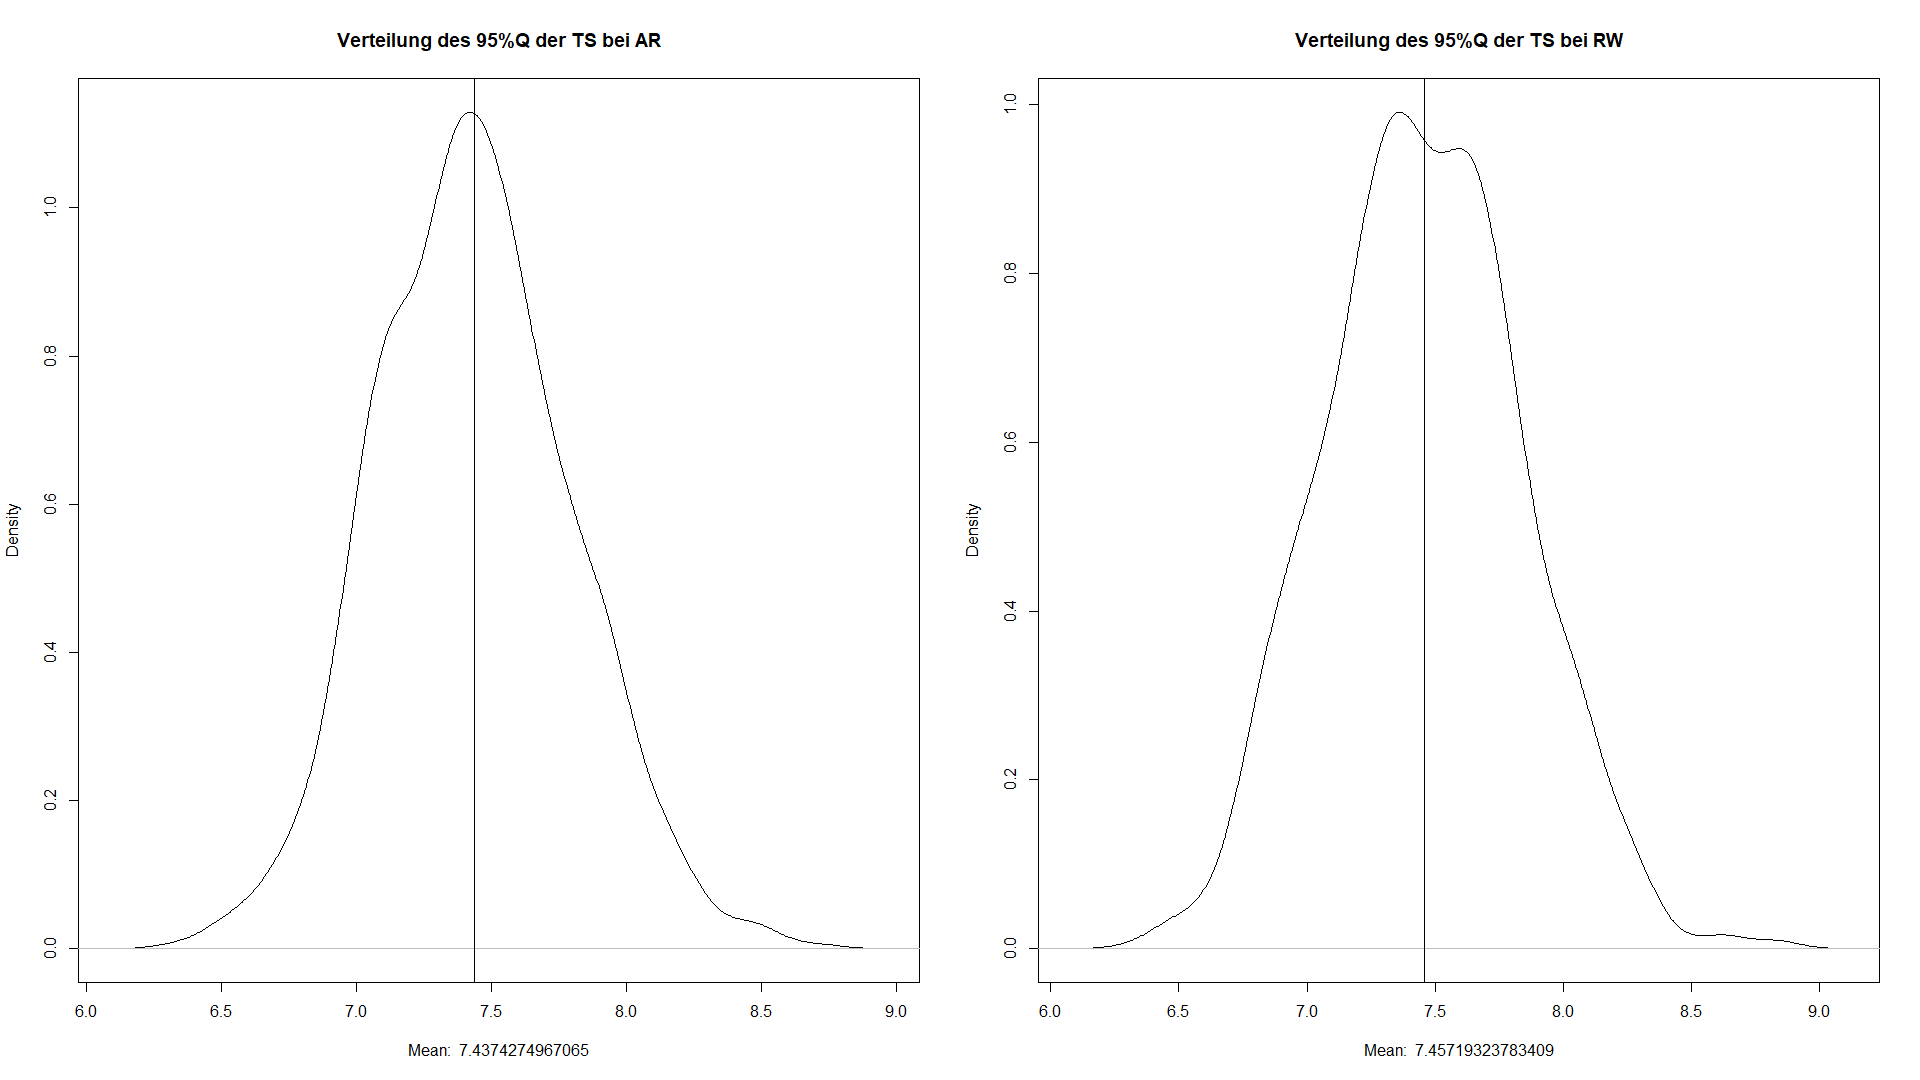 Verteilung des 95%Q der TS bei AR
Density
0.0
0.2
0.4
0.6
0.8
1.0
6.0 6.5 7.0 7.5 8.0 8.5 9.0
Mean: 7.4374274967065
Verteilung des 95%Q der TS bei RW
Density
0.0
0.2
0.4
0.6
0.8
1.0
6.0 6.5 7.0 7.5 8.0 8.5 9.0
Mean: 7.45719323783409